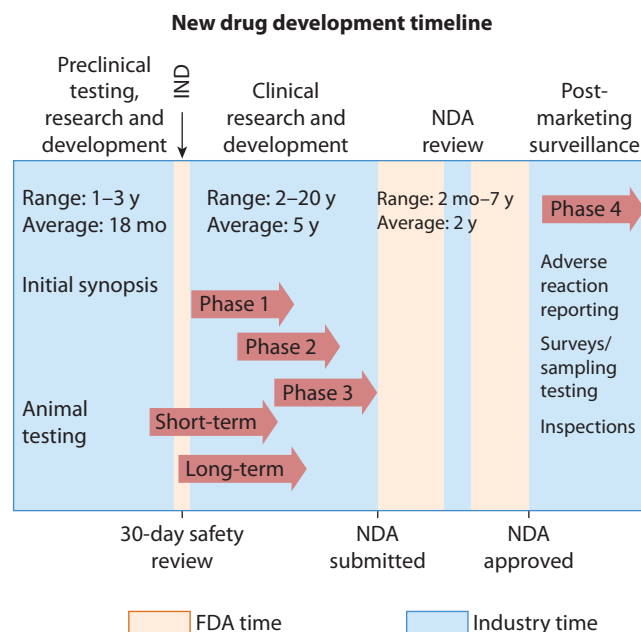 New drug development timeline
Preclinical
testing,
research and
development
IND
Clinical
research and
development
NDA
review
Post-
marketing
surveillance
Range: 1–3 y
Average: 18 mo
Range: 2–20 y
Average: 5 y
Range: 2 mo–7 y
Average: 2 y
Phase 4
Initial synopsis
Phase 1
Phase 2
Phase 3
Adverse
reaction
reporting
Surveys/
sampling
testing
Inspections
Animal
testing
Short-term
Long-term
30-day safety
review
NDA
submitted
NDA
approved
FDA time
Industry time